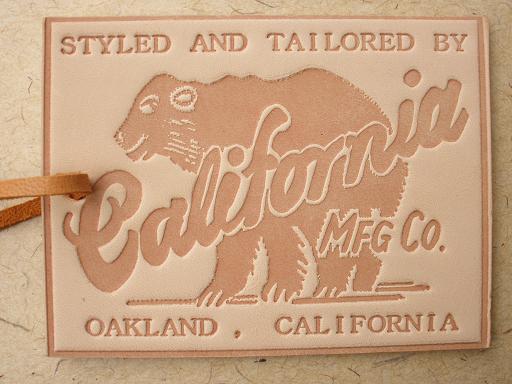 STYLED AND TAILORED BY
California
MFG Co.
OAKLAND, CALIFORNIA